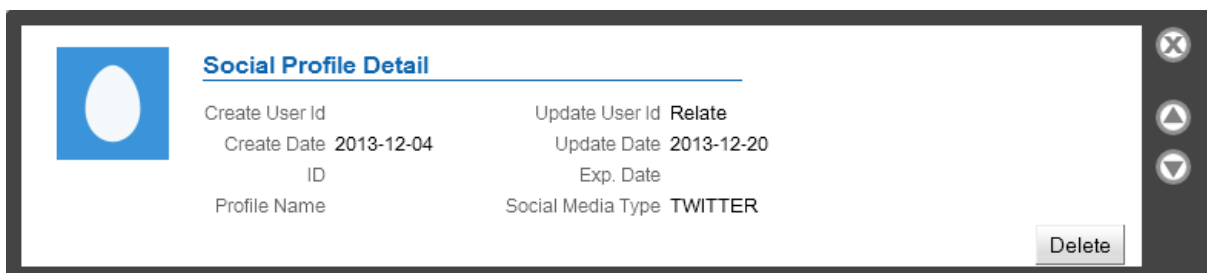 Social Profile Detail
Create User Id Update User Id Relate
Create Date 2013-12-04 Update Date 2013-12-20
ID Exp. Date
Profile Name Social Media Type TWITTER
Delete